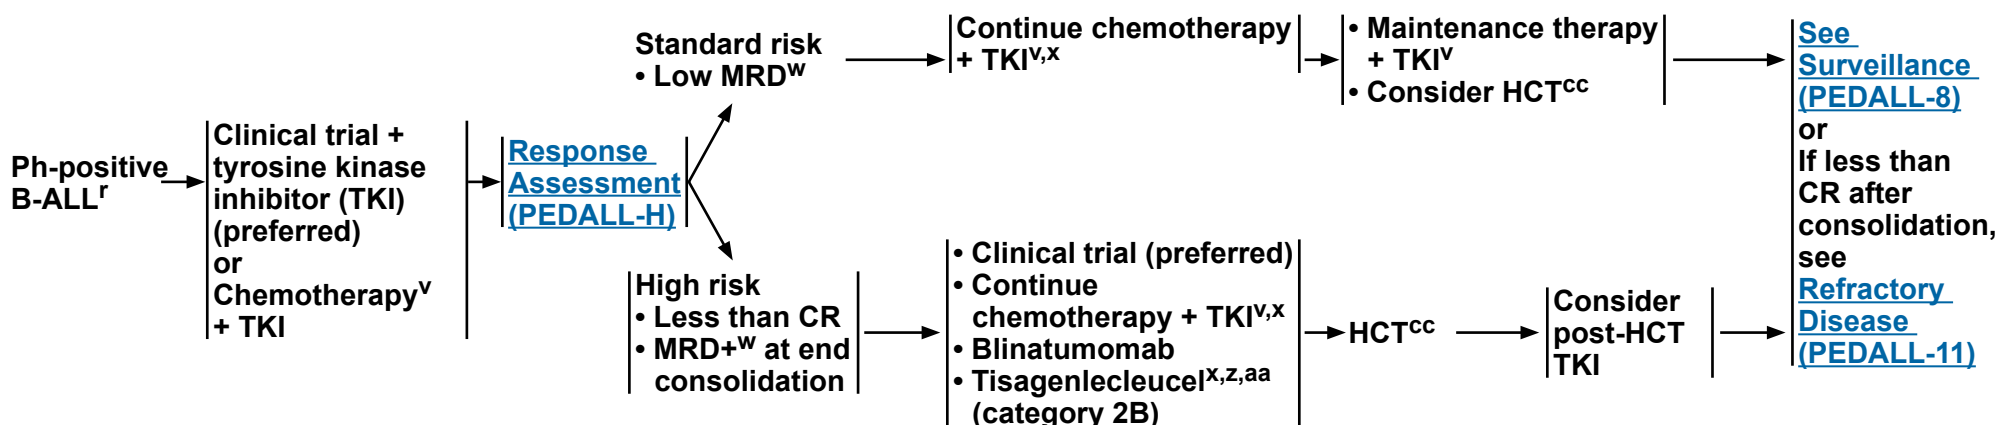 Ph-positive
B-ALLr
Clinical trial +
tyrosine kinase
inhibitor (TKI)
(preferred)
or
Chemotherapyv
+ TKI
Response
Assessment
(PEDALL-H)
Standard risk
• Low MRDw
Continue chemotherapy
+ TKIv,x
• Maintenance therapy
+ TKIv
• Consider HCTcc
High risk
• Less than CR
• MRD+w at end
consolidation
• Clinical trial (preferred)
• Continue
chemotherapy + TKIv,x
• Blinatumomab
• Tisagenlecleucelx,z,aa
(category 2B)
HCTcc
Consider
post-HCT
TKI
See
Surveillance
(PEDALL-8)
or
If less than
CR after
consolidation,
see
Refractory
Disease
(PEDALL-11)